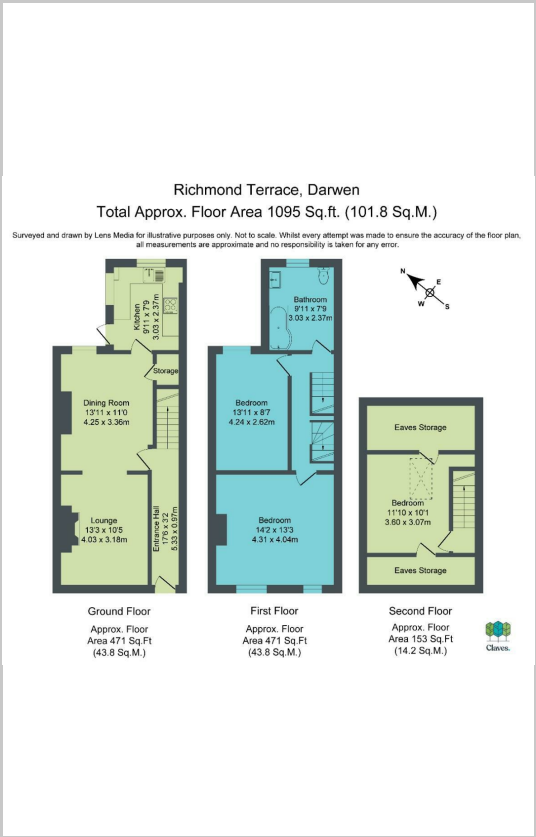 Richmond Terrace, Darwen
Total Approx. Floor Area 1095 Sq.ft. (101.8 Sq.M.)
Surveyed and drawn by Lens Media for illustrative purposes only. Not to scale. Whilst every attempt was made to ensure the accuracy of the floor plan,
all measurements are approximate and no responsibility is taken for any error.
Kitchen
9'11 x 7'9
3.03 x 2.37m
Storage
Dining Room
13'11 x 11'0
4.25 x 3.36m
Lounge
13'3 x 10'5
4.03 x 3.18m
Entrance Hall
17'6 x 3'2
5.33 x 0.97m
Ground Floor
Approx. Floor
Area 471 Sq.Ft
(43.8 Sq.M.)
Bathroom
9'11 x 7'9
3.03 x 2.37m
Bedroom
13'11 x 8'7
4.24 x 2.62m
Bedroom
14'2 x 13'3
4.31 x 4.04m
First Floor
Approx. Floor
Area 471 Sq.Ft
(43.8 Sq.M.)
N
E
W
S
Eaves Storage
Bedroom
11'10 x 10'1
3.60 x 3.07m
Eaves Storage
Second Floor
Approx. Floor
Area 153 Sq.Ft
(14.2 Sq.M.)
Claves.